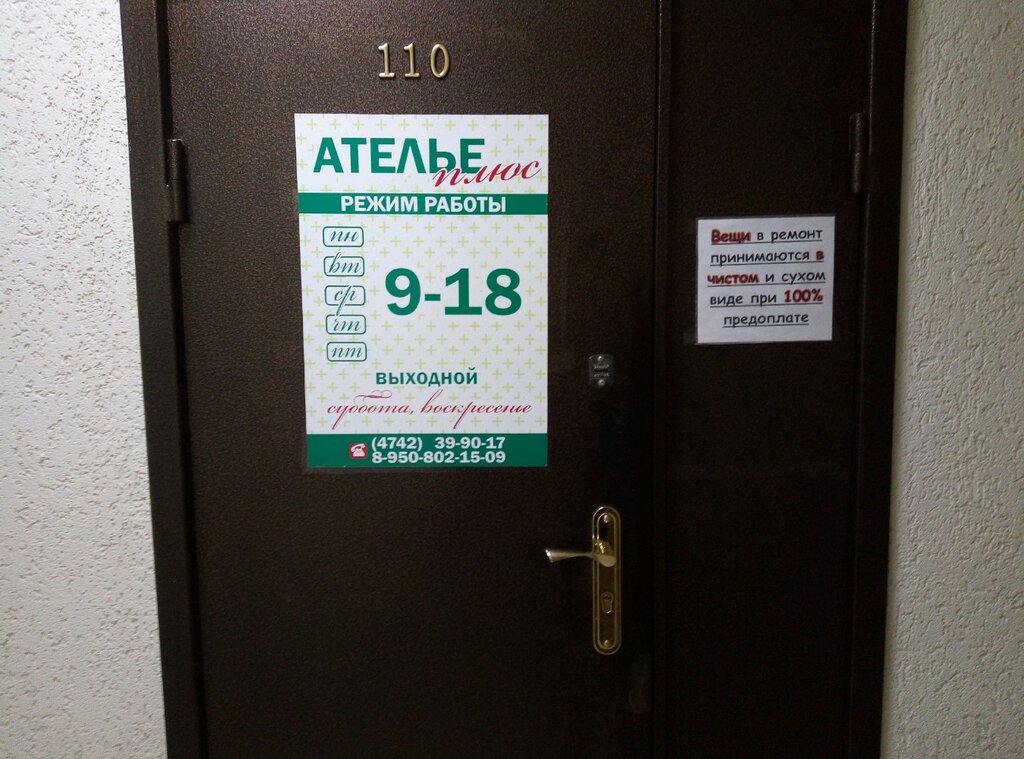 110
АТЕЛЬЕ
плюс
РЕЖИМ РАБОТЫ
пн
вт
ср
чт
пт
9-18
ВЫХОДНОЙ
суббота, воскресенье
(4742) 39-90-17
8-950-802-15-09
Вещи в ремонт
принимаются в
чистом и сухом
виде при 100%
предоплате